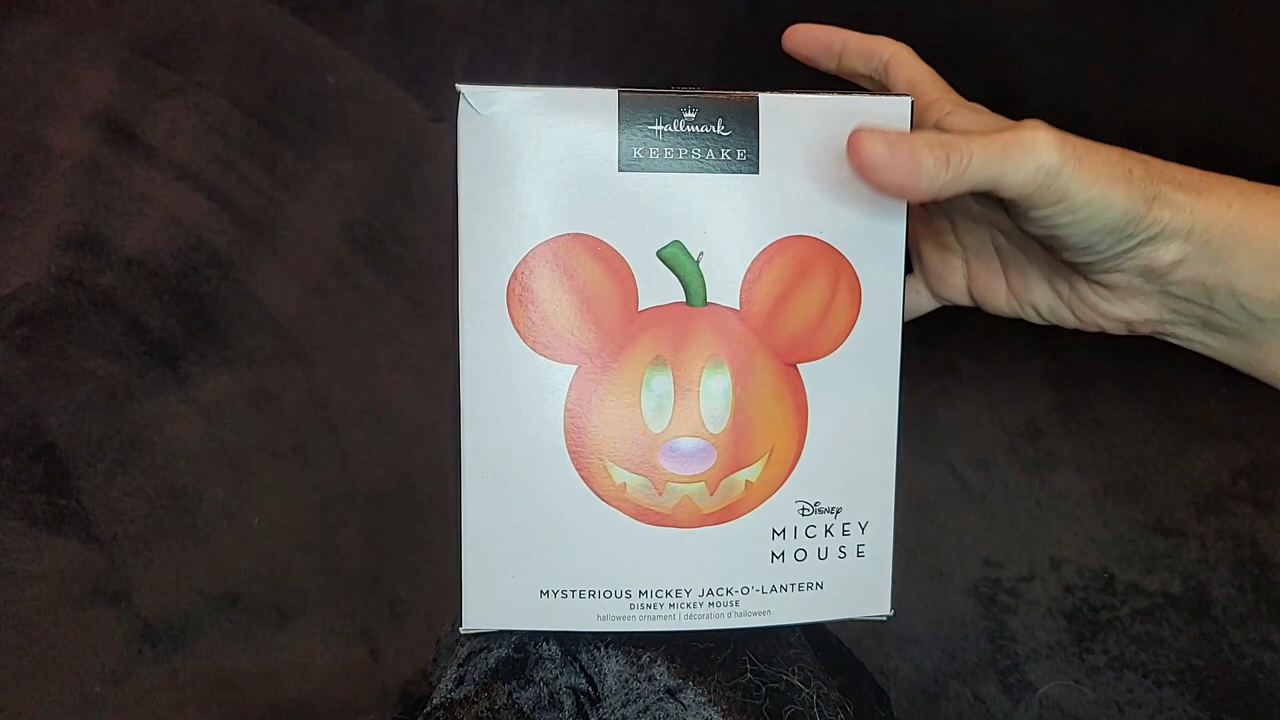 Hallmark
KEEPSAKE
Disney
MICKEY
MOUSE
MYSTERIOUS MICKEY JACK-O'-LANTERN
DISNEY MICKEY MOUSE
halloween ornament | décoration d'halloween